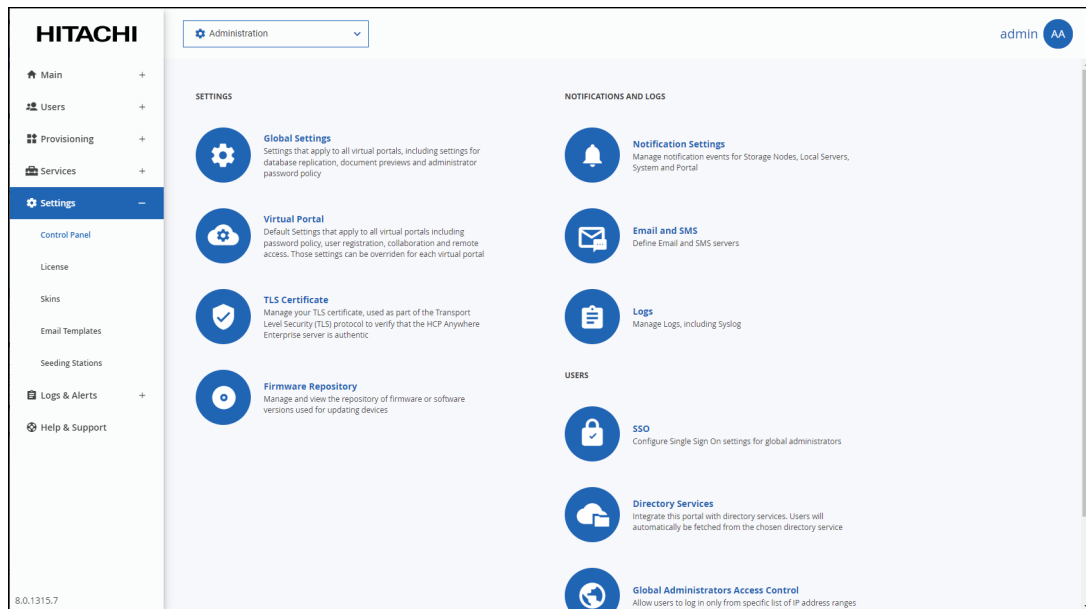 HITACHI
Administration
admin AA
Main +
Users +
Provisioning +
Services +
Settings −
Control Panel
License
Skins
Email Templates
Seeding Stations
Logs & Alerts +
Help & Support
8.0.1315.7
SETTINGS
Global Settings
Settings that apply to all virtual portals, including settings for
database replication, document previews and administrator
password policy
Virtual Portal
Default Settings that apply to all virtual portals including
password policy, user registration, collaboration and remote
access. Those settings can be overriden for each virtual portal
TLS Certificate
Manage your TLS certificate, used as part of the Transport
Level Security (TLS) protocol to verify that the HCP Anywhere
Enterprise server is authentic
Firmware Repository
Manage and view the repository of firmware or software
versions used for updating devices
NOTIFICATIONS AND LOGS
Notification Settings
Manage notification events for Storage Nodes, Local Servers,
System and Portal
Email and SMS
Define Email and SMS servers
Logs
Manage Logs, including Syslog
USERS
SSO
Configure Single Sign On settings for global administrators
Directory Services
Integrate this portal with directory services. Users will
automatically be fetched from the chosen directory service
Global Administrators Access Control
Allow users to log in only from specific list of IP address ranges